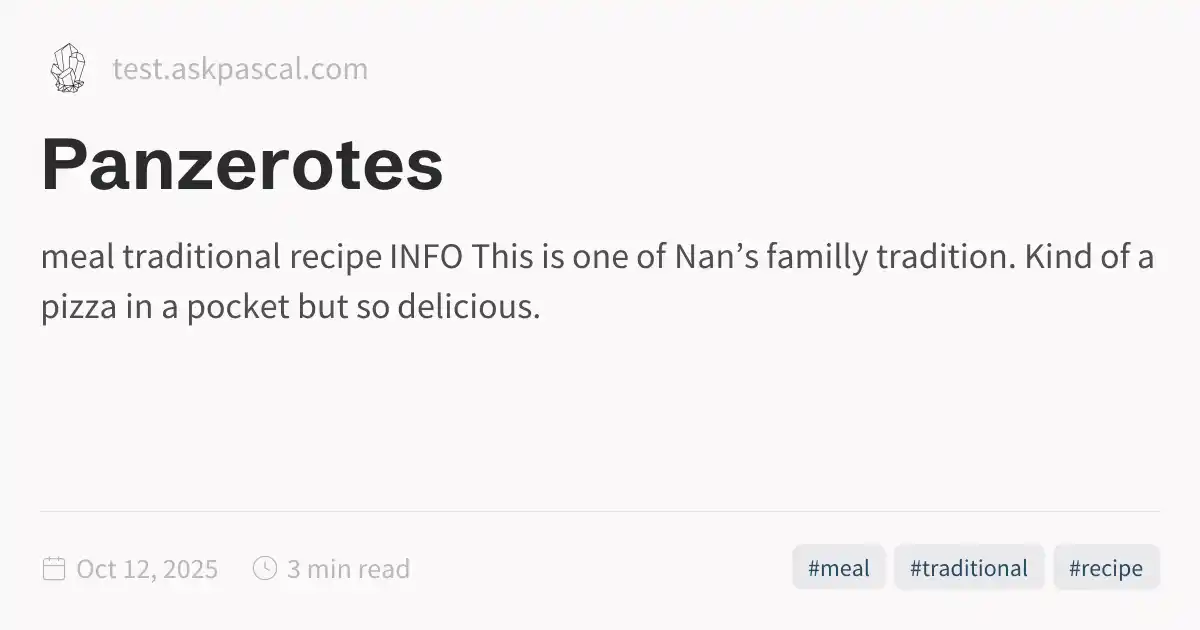 test.askpascal.com
Panzerotes
meal traditional recipe INFO This is one of Nan’s familly tradition. Kind of a
pizza in a pocket but so delicious.
Oct 12, 2025
3 min read
#meal
#traditional
#recipe